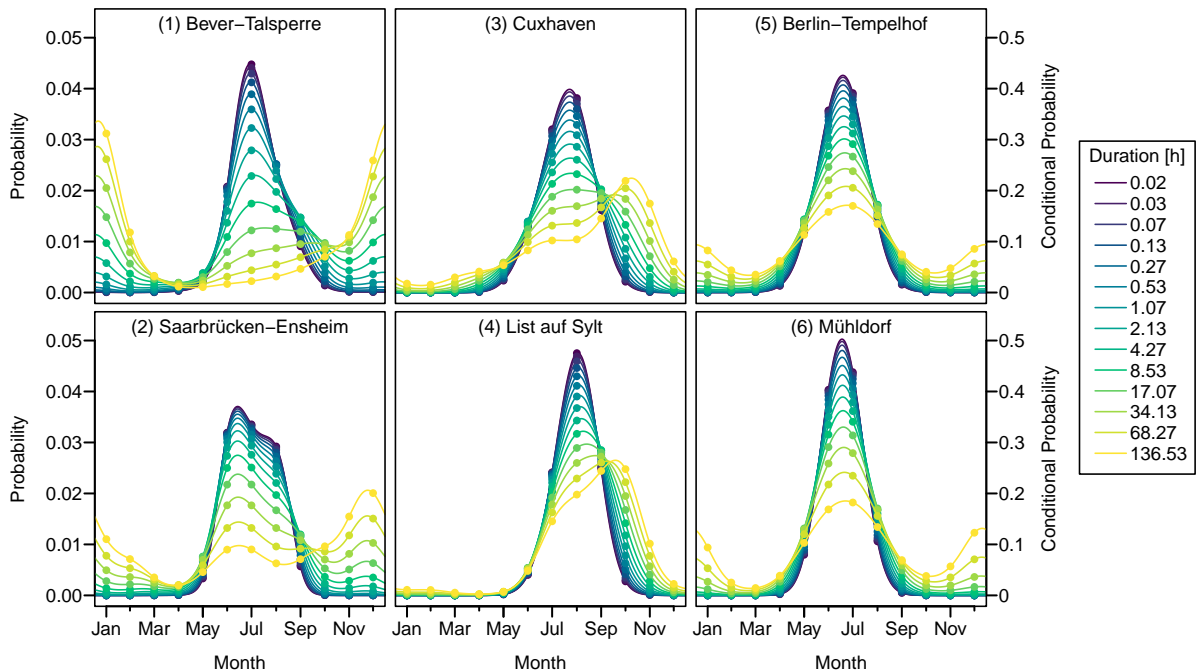 (1) Bever−Talsperre
(3) Cuxhaven
(5) Berlin−Tempelhof
0.05
0.04
0.03
0.02
0.01
0.00
Probability
0.5
0.4
0.3
0.2
0.1
0
Conditional Probability
(2) Saarbrücken−Ensheim
(4) List auf Sylt
(6) Mühldorf
0.05
0.04
0.03
0.02
0.01
0.00
Probability
0.5
0.4
0.3
0.2
0.1
0
Conditional Probability
Jan Mar May Jul Sep Nov
Jan Mar May Jul Sep Nov
Jan Mar May Jul Sep Nov
Month
Month
Month
Duration [h]
0.02
0.03
0.07
0.13
0.27
0.53
1.07
2.13
4.27
8.53
17.07
34.13
68.27
136.53